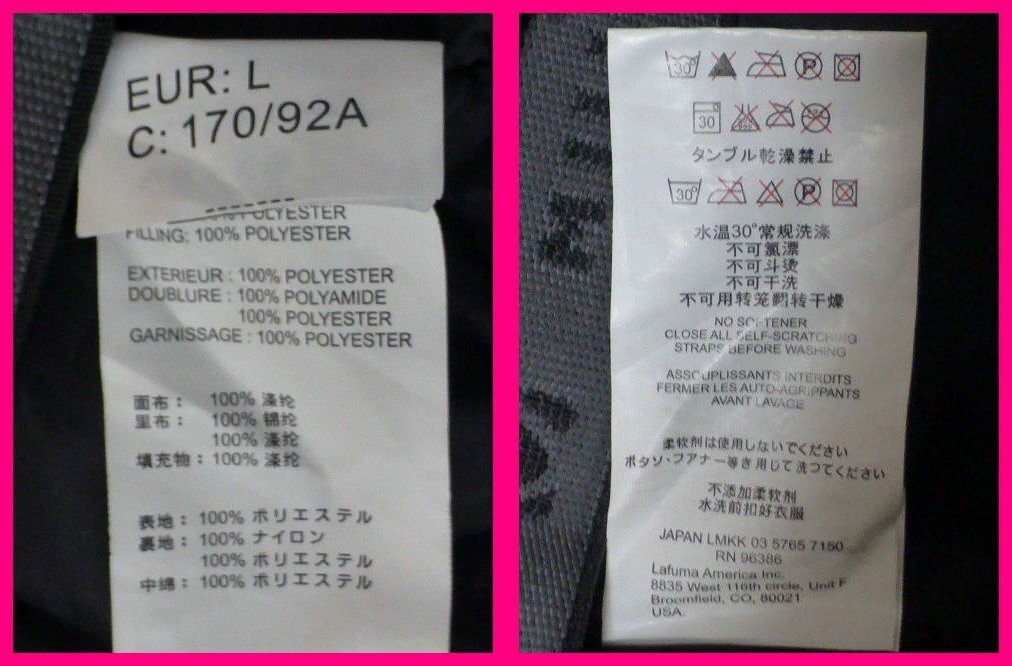 EUR: L
C: 170/92A
POLYESTER
FILLING: 100% POLYESTER
EXTERIEUR : 100% POLYESTER
DOUBLURE : 100% POLYAMIDE
100% POLYESTER
GARNISSAGE : 100% POLYESTER
面布： 100% 涤纶
里布： 100% 锦纶
100% 涤纶
填充物： 100% 涤纶
表地： 100% ポリエステル
裏地： 100% ナイロン
100% ポリエステル
中綿： 100% ポリエステル
30°
P
30
タンブル乾燥禁止
30°
P
水温30°常规洗涤
不可氯漂
不可斗烫
不可干洗
不可用转笼翻转干燥
NO SOFTENER
CLOSE ALL SELF-SCRATCHING
STRAPS BEFORE WASHING
ASSOUPLISSANTS INTERDITS
FERMER LES AUTO-AGRIPPANTS
AVANT LAVAGE
柔軟剤は使用しないでください
ボタソ・フアナー等き用じて洗つてください
不添加柔软剂
水洗前扣好衣服
JAPAN LMKK 03 5765 7150
RN 96386
Lafuma America Inc.
8835 West 116th circle, Unit F
Broomfield, CO, 80021
USA.